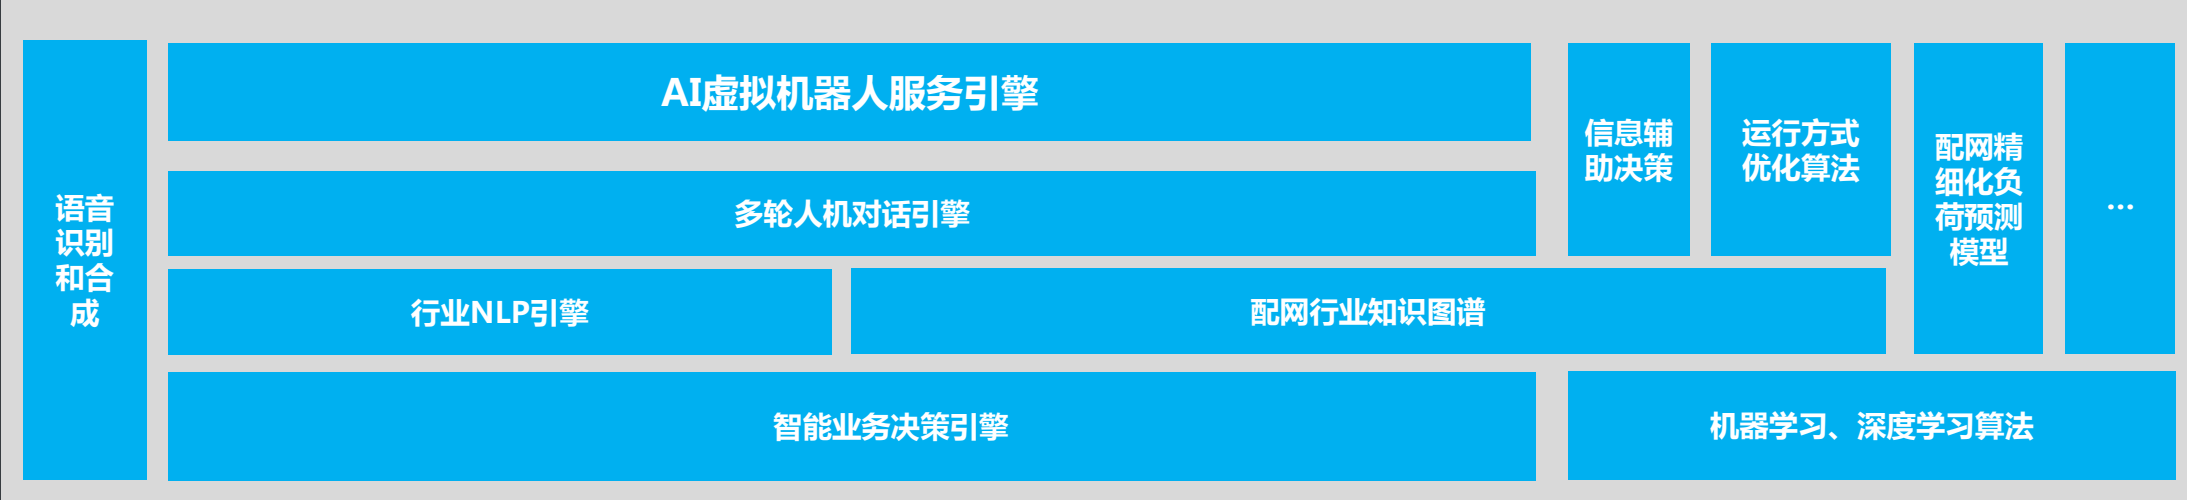 语音
识别
和合
成
AI虚拟机器人服务引擎
多轮人机对话引擎
行业NLP引擎
配网行业知识图谱
智能业务决策引擎
信息辅
助决策
运行方式
优化算法
配网精
细化负
荷预测
模型
...
机器学习、深度学习算法